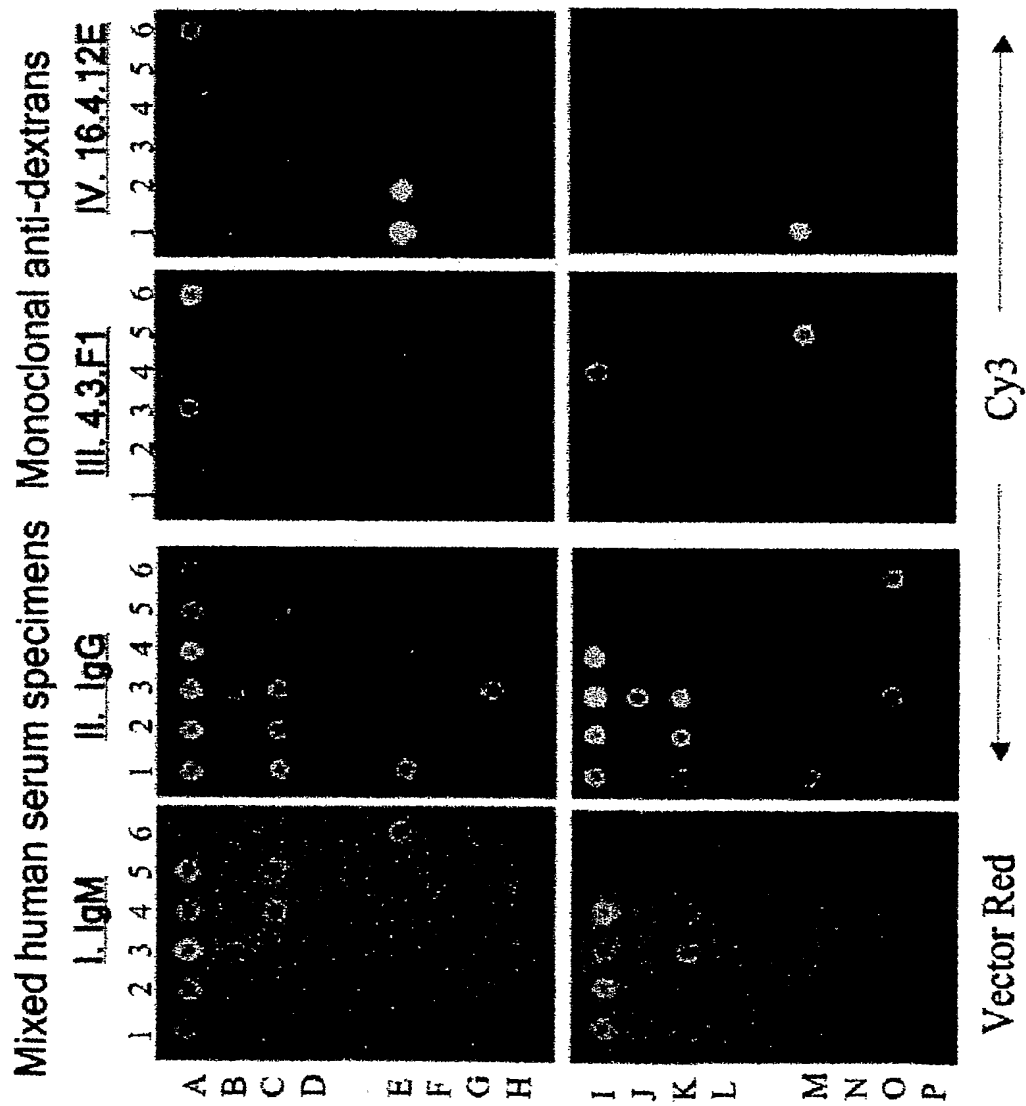 Mixed human serum specimens Monoclonal anti-dextrans
I. IgM II. IgG III. 4.3.F1 IV. 16.4.12E
1 2 3 4 5 6 1 2 3 4 5 6 1 2 3 4 5 6 1 2 3 4 5 6
A
B
C
D
E
F
G
H
I
J
K
L
M
N
O
P
Vector Red Cy3